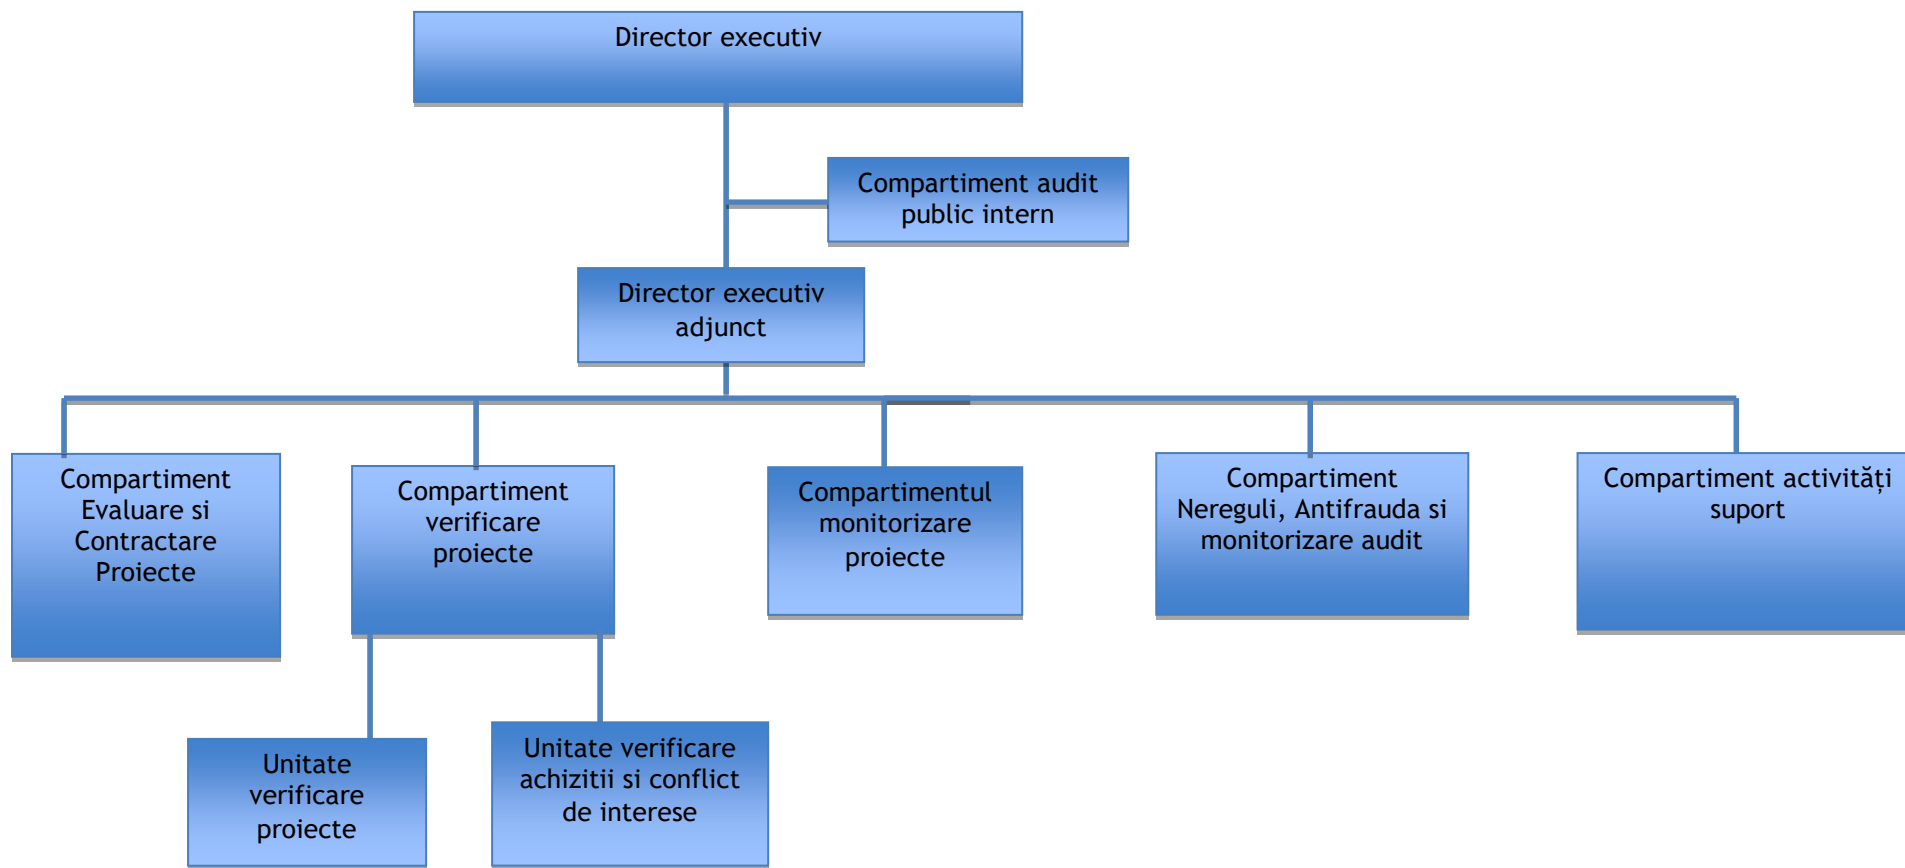 Director executiv
Compartiment audit
public intern
Director executiv
adjunct
Compartiment
Evaluare si
Contractare
Proiecte
Compartiment
verificare
proiecte
Compartimentul
monitorizare
proiecte
Compartiment
Nereguli, Antifrauda si
monitorizare audit
Compartiment activități
suport
Unitate
verificare
proiecte
Unitate verificare
achizitii si conflict
de interese